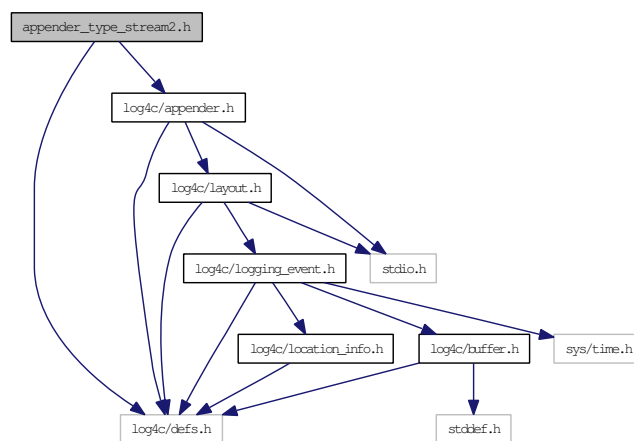 appender_type_stream2.h
log4c/appender.h
log4c/layout.h
log4c/logging_event.h
stdio.h
log4c/location_info.h
log4c/buffer.h
sys/time.h
log4c/defs.h
stddef.h